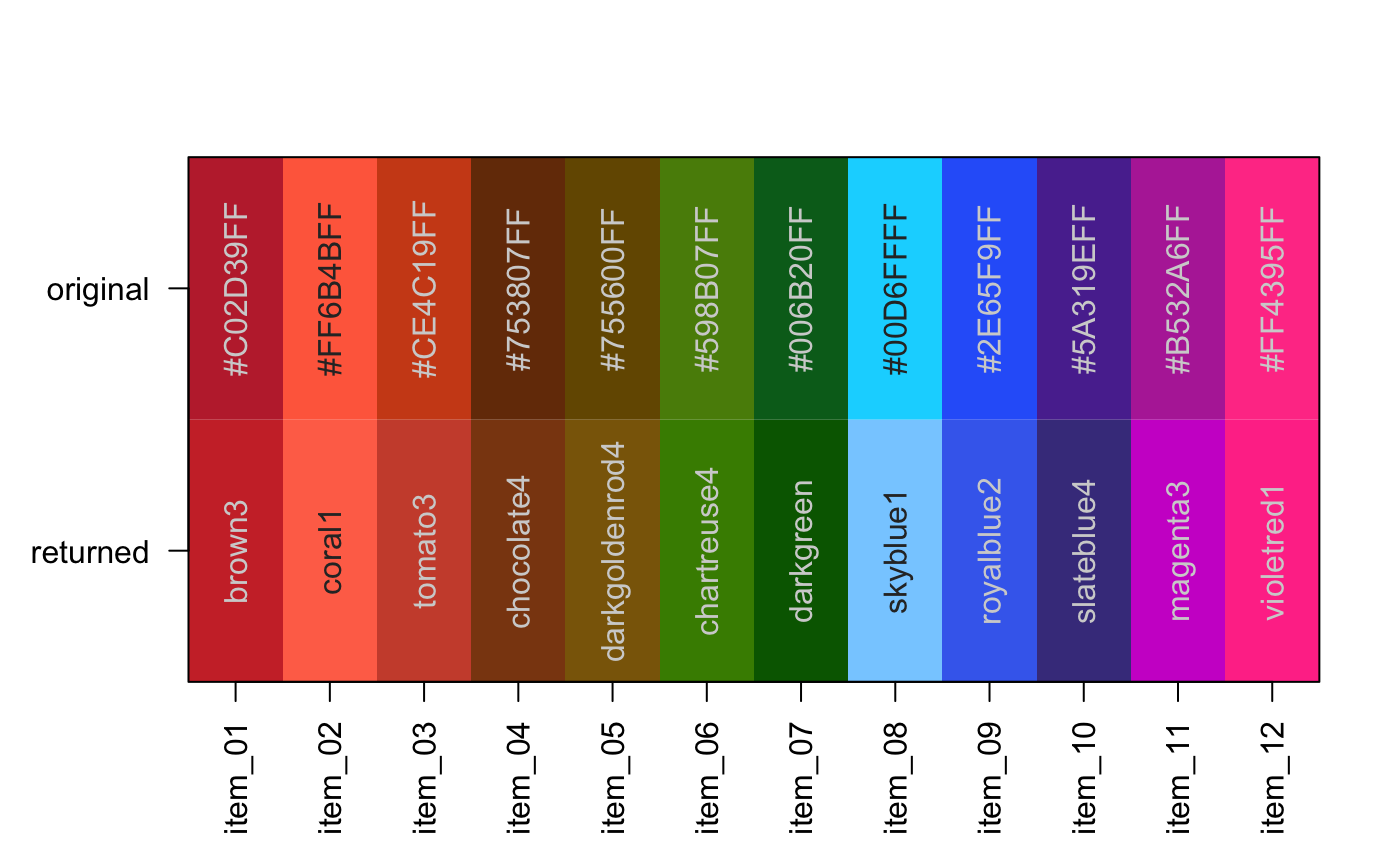 original
#C02D39FF
#FF6B4BFF
#CE4C19FF
#753807FF
#755600FF
#598B07FF
#006B20FF
#00D6FFFF
#2E65F9FF
#5A319EFF
#B532A6FF
#FF4395FF
returned
brown3
coral1
tomato3
chocolate4
darkgoldenrod4
chartreuse4
darkgreen
skyblue1
royalblue2
slateblue4
magenta3
violetred1
item_01
item_02
item_03
item_04
item_05
item_06
item_07
item_08
item_09
item_10
item_11
item_12